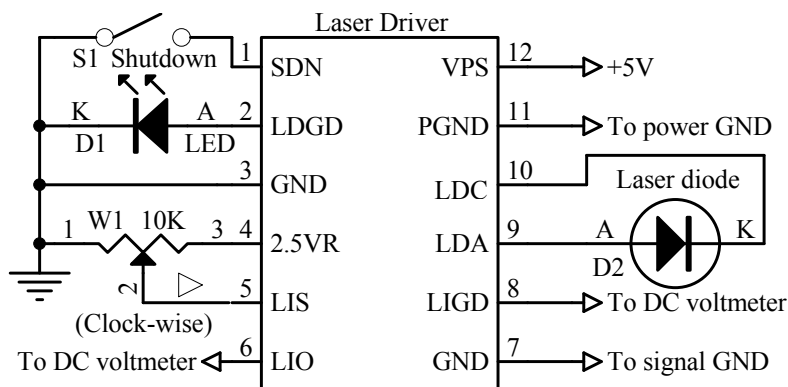 Laser Driver
S1 Shutdown 1 SDN VPS 12 +5V
K A 2 LDGD PGND 11 To power GND
D1 LED
3 GND LDC 10 Laser diode
1 W1 10K 3 4 2.5VR LDA 9 A K
D2
2 5 LIS LIGD 8 To DC voltmeter
(Clock-wise)
To DC voltmeter 6 LIO GND 7 To signal GND